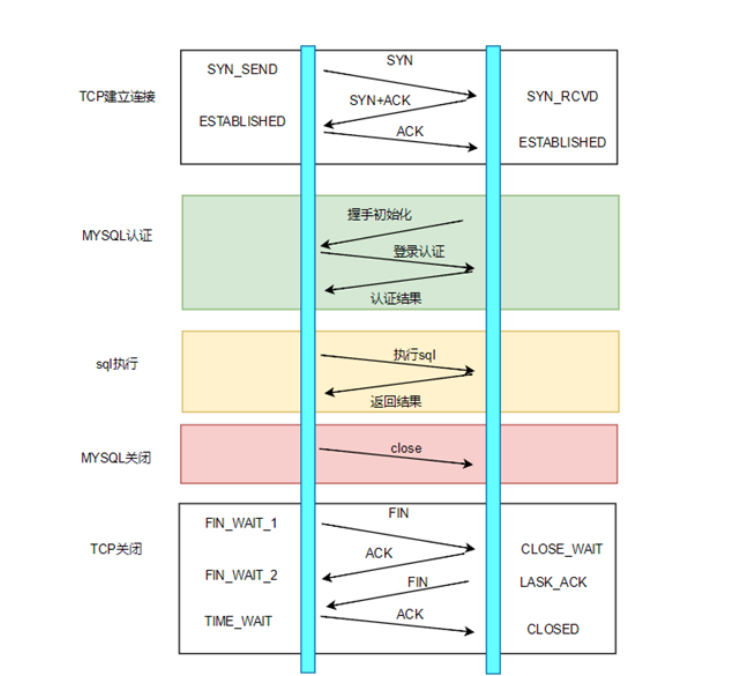 SYN
SYN_SEND
TCP建立连接
SYN_RCVD
SYN+ACK
ESTABLISHED
ACK
ESTABLISHED
握手初始化
MYSQL认证
登录认证
认证结果
执行sql
sql执行
返回结果
close
MYSQL关闭
FIN
FIN_WAIT_1
TCP关闭
ACK
CLOSE_WAIT
FIN_WAIT_2
FIN
LASK_ACK
ACK
TIME_WAIT
CLOSED